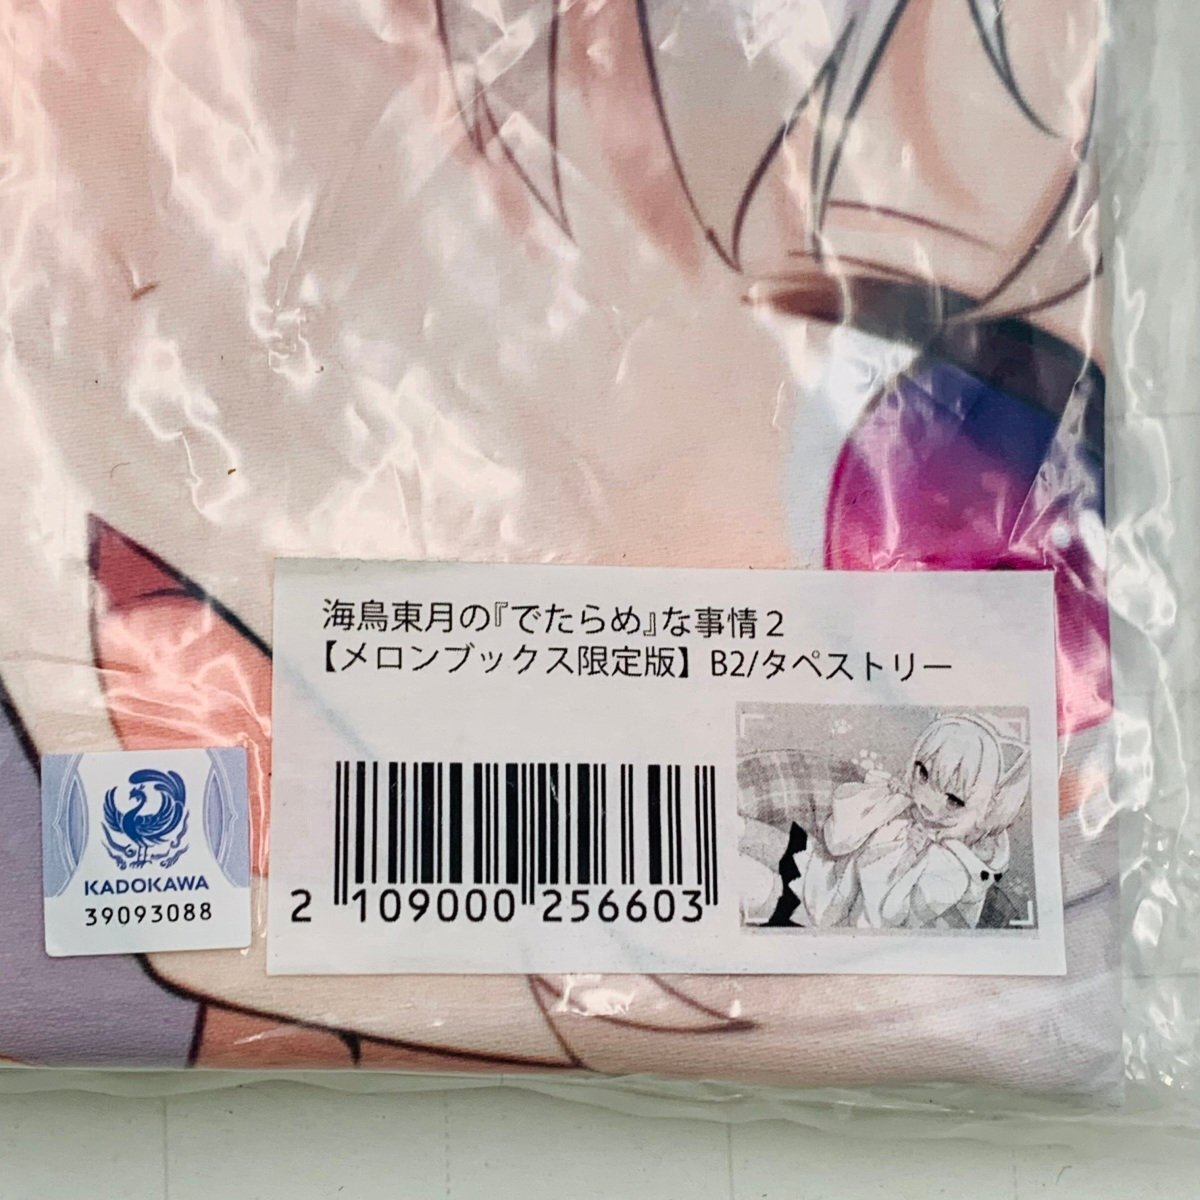 海鳥東月の『でたらめ』な事情２
【メロンブックス限定版】B2/タペストリー
2 109000 256603
KADOKAWA
39093088